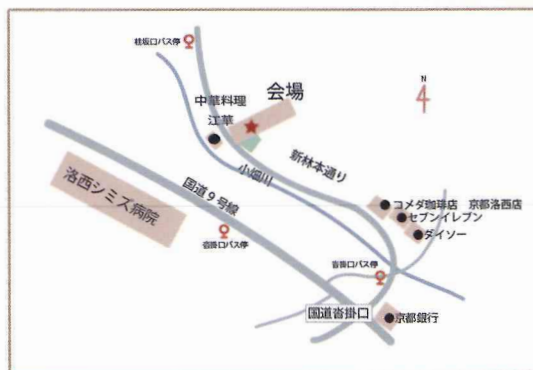 桂坂口バス停
会場
N
中華料理
江華
新林本通り
小畑川
洛西シミズ病院
国道9号線
コメダ珈琲店 京都洛西店
セブンイレブン
ダイソー
沓掛口バス停
沓掛口バス停
国道沓掛口
京都銀行